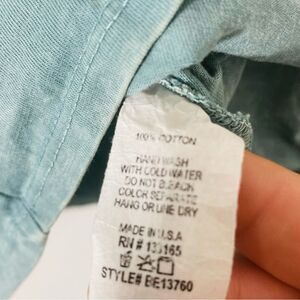 100% COTTON
HAND WASH
WITH COLD WATER
DO NOT BLEACH
COLOR SEPARATE
HANG OR LINE DRY
MADE IN U.S.A
RN # 133165
STYLE# BE13760